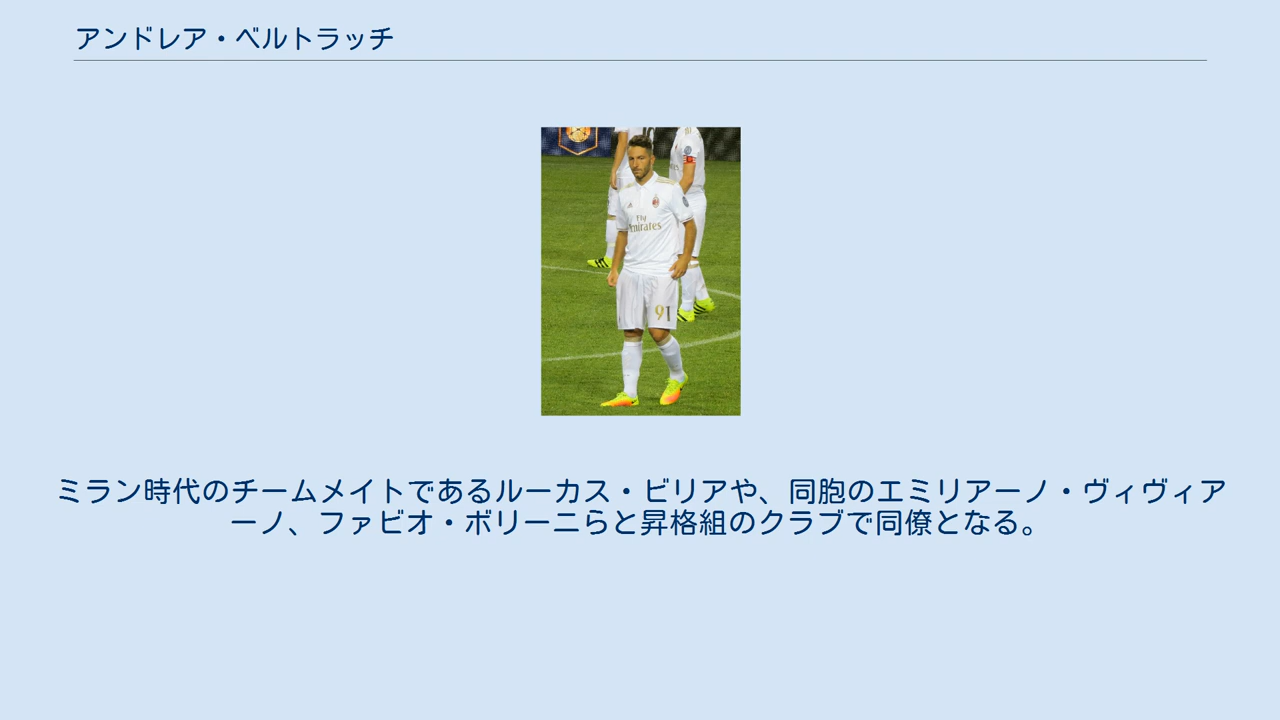 アンドレア・ベルトラッチ
Fly
Emirates
91
ミラン時代のチームメイトであるルーカス・ビリアや、同胞のエミリアーノ・ヴィヴィア
ーノ、ファビオ・ボリーニらと昇格組のクラブで同僚となる。